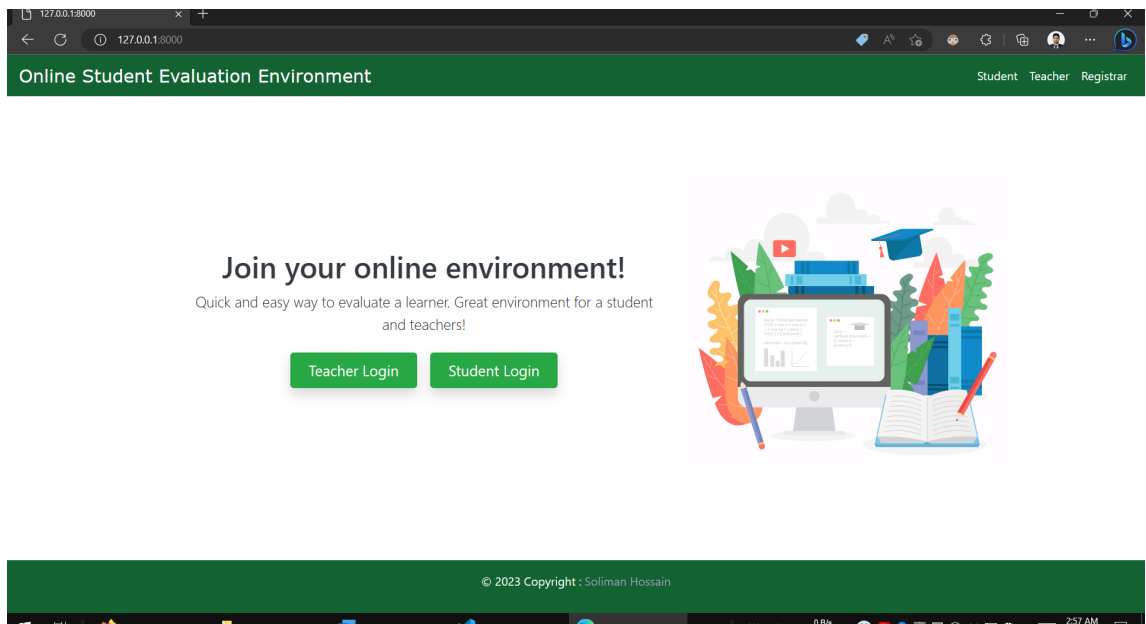 127.0.0.1:8000
127.0.0.1:8000
Online Student Evaluation Environment
Student Teacher Registrar
Join your online environment!
Quick and easy way to evaluate a learner. Great environment for a student
and teachers!
Teacher Login Student Login
© 2023 Copyright : Soliman Hossain
2:57 AM